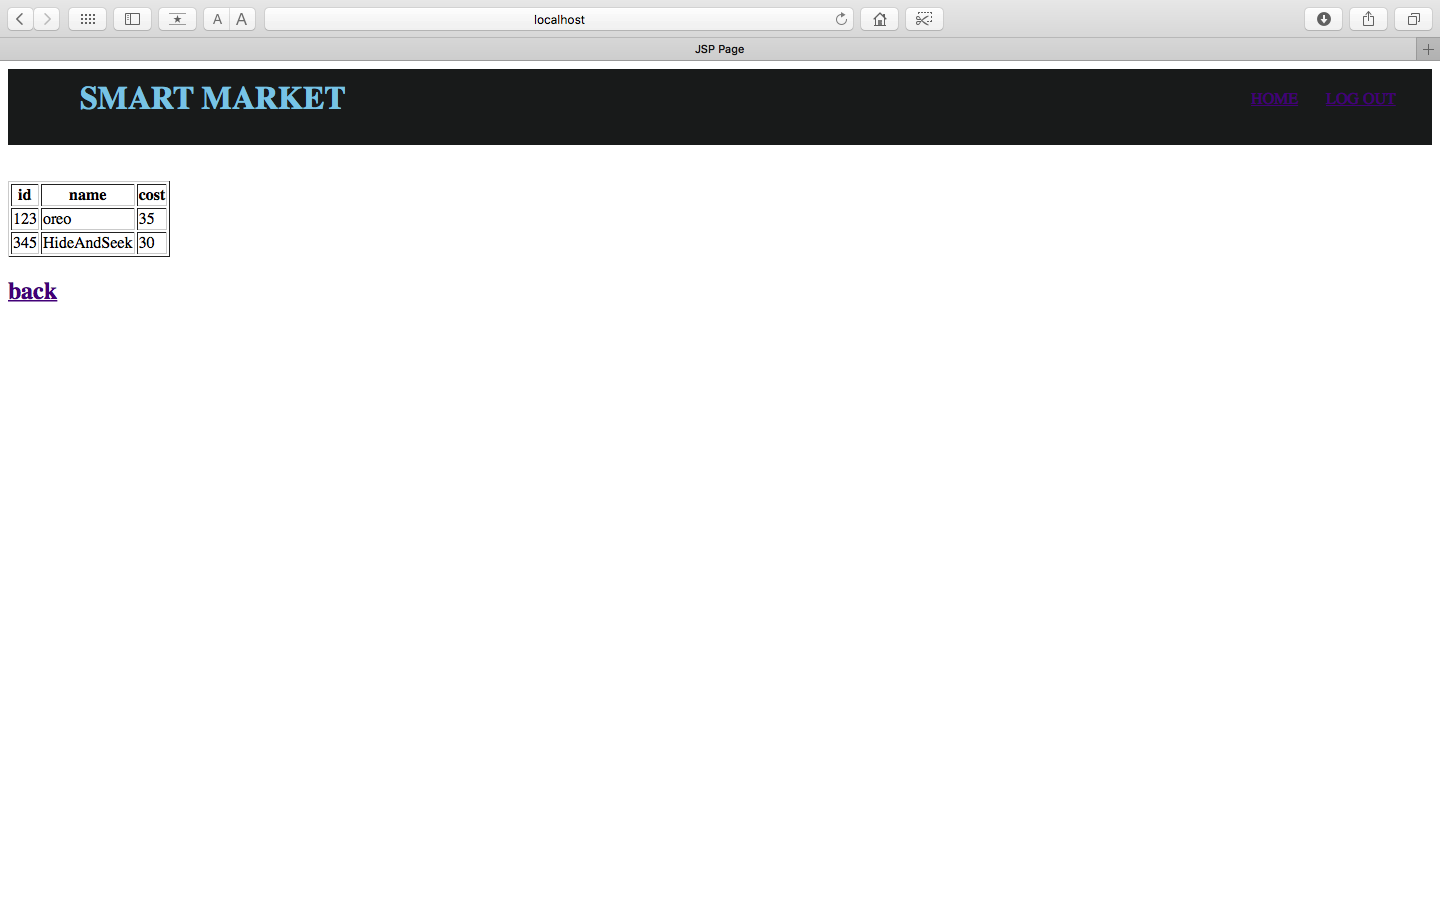 A A localhost
JSP Page
SMART MARKET HOME LOG OUT
id name cost
123 oreo 35
345 HideAndSeek 30
back